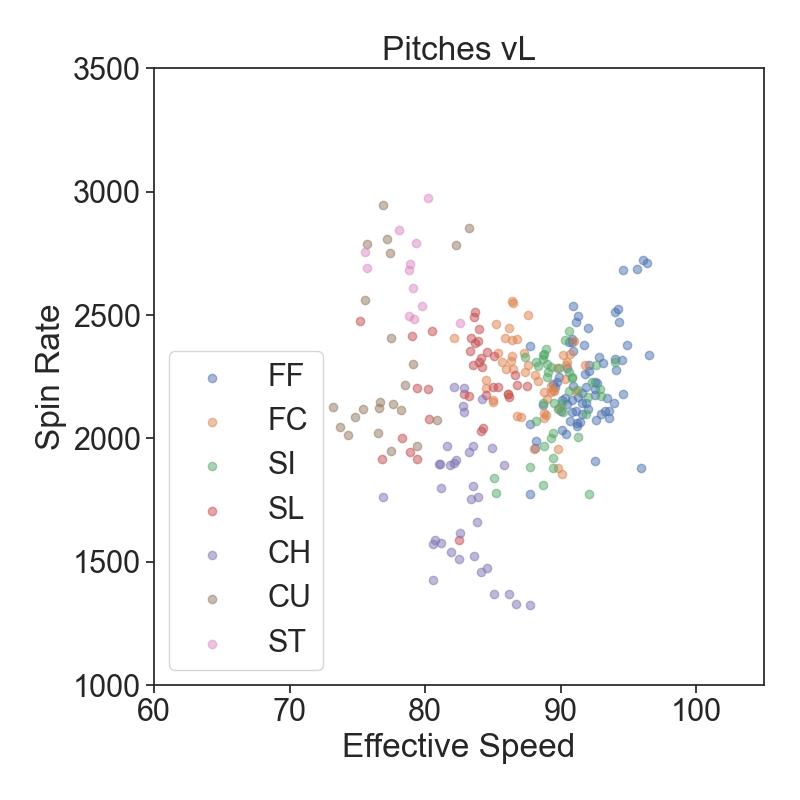 Pitches vL
3500
3000
2500
2000
1500
1000
Spin Rate
FF
FC
SI
SL
CH
CU
ST
60 70 80 90 100
Effective Speed